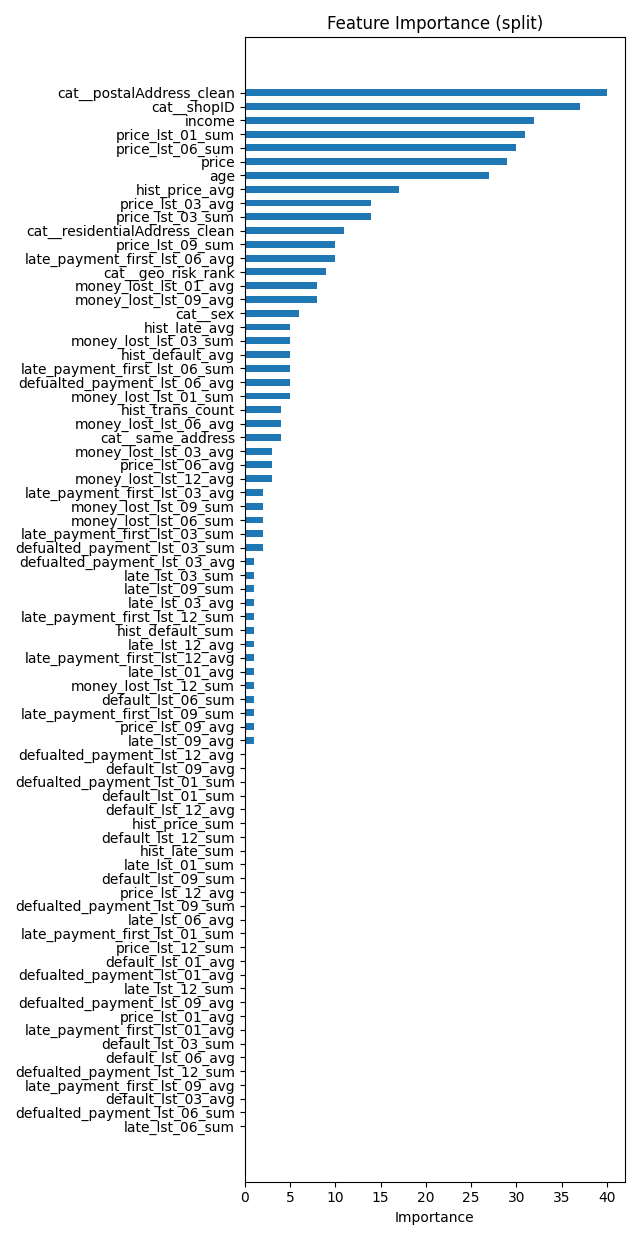 Feature Importance (split)
cat__postalAddress_clean
cat__shopID
income
price_lst_01_sum
price_lst_06_sum
price
age
hist_price_avg
price_lst_03_avg
price_lst_03_sum
cat__residentialAddress_clean
price_lst_09_sum
late_payment_first_lst_06_avg
cat__geo_risk_rank
money_lost_lst_01_avg
money_lost_lst_09_avg
cat__sex
hist_late_avg
money_lost_lst_03_sum
hist_default_avg
late_payment_first_lst_06_sum
defualted_payment_lst_06_avg
money_lost_lst_01_sum
hist_trans_count
money_lost_lst_06_avg
cat__same_address
money_lost_lst_03_avg
price_lst_06_avg
money_lost_lst_12_avg
late_payment_first_lst_03_avg
money_lost_lst_09_sum
money_lost_lst_06_sum
late_payment_first_lst_03_sum
defualted_payment_lst_03_sum
defualted_payment_lst_03_avg
late_lst_03_sum
late_lst_09_sum
late_lst_03_avg
late_payment_first_lst_12_sum
hist_default_sum
late_lst_12_avg
late_payment_first_lst_12_avg
late_lst_01_avg
money_lost_lst_12_sum
default_lst_06_sum
late_payment_first_lst_09_sum
price_lst_09_avg
late_lst_09_avg
defualted_payment_lst_12_avg
default_lst_09_avg
defualted_payment_lst_01_sum
default_lst_01_sum
default_lst_12_avg
hist_price_sum
default_lst_12_sum
hist_late_sum
late_lst_01_sum
default_lst_09_sum
price_lst_12_avg
defualted_payment_lst_09_sum
late_lst_06_avg
late_payment_first_lst_01_sum
price_lst_12_sum
default_lst_01_avg
defualted_payment_lst_01_avg
late_lst_12_sum
defualted_payment_lst_09_avg
price_lst_01_avg
late_payment_first_lst_01_avg
default_lst_03_sum
default_lst_06_avg
defualted_payment_lst_12_sum
late_payment_first_lst_09_avg
default_lst_03_avg
defualted_payment_lst_06_sum
late_lst_06_sum
0 5 10 15 20 25 30 35 40
Importance